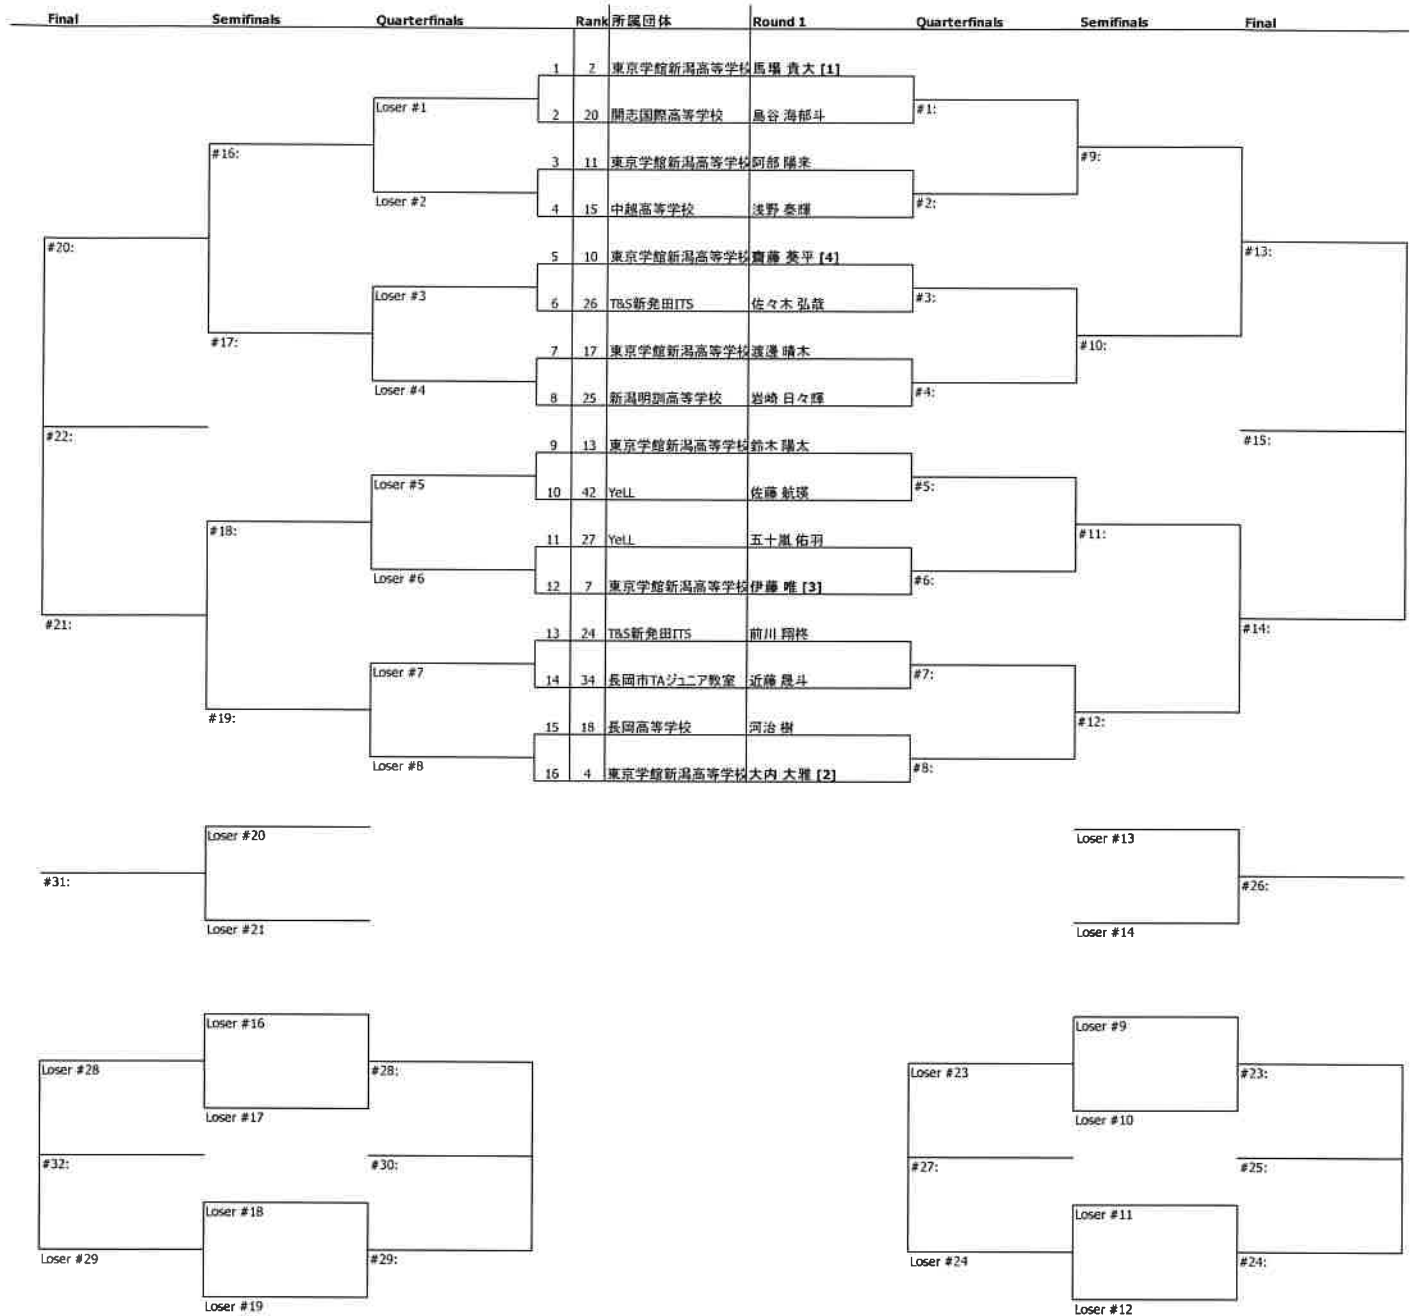 Final Semifinals Quarterfinals Rank 所属団体 Round 1 Quarterfinals Semifinals Final
1 2 東京学館新潟高等学校 馬場 貴大 [1]
Loser #1 #1:
2 20 開志国際高等学校 島谷 海郁斗
#16: #9:
3 11 東京学館新潟高等学校 阿部 陽来
Loser #2 #2:
4 15 中越高等学校 浅野 泰輝
#20: #13:
5 10 東京学館新潟高等学校 齋藤 葵平 [4]
Loser #3 #3:
6 26 T&S新発田ITS 佐々木 弘哉
#17: #10:
7 17 東京学館新潟高等学校 渡邊 晴木
Loser #4 #4:
8 25 新潟明訓高等学校 岩崎 日々輝
#22: #15:
9 13 東京学館新潟高等学校 鈴木 陽太
Loser #5 #5:
10 42 YeLL 佐藤 航瑛
#18: #11:
11 27 YeLL 五十嵐 佑羽
Loser #6 #6:
12 7 東京学館新潟高等学校 伊藤 唯 [3]
#21: #14:
13 24 T&S新発田ITS 前川 翔柊
Loser #7 #7:
14 34 長岡市TAジュニア教室 近藤 晟斗
#19: #12:
15 18 長岡高等学校 河治 樹
Loser #8 #8:
16 4 東京学館新潟高等学校 大内 大雅 [2]
Loser #20 Loser #13
#31: #26:
Loser #21 Loser #14
Loser #16 Loser #9
Loser #28 #28: Loser #23 #23:
Loser #17 Loser #10
#32: #30: #27: #25:
Loser #18 Loser #11
Loser #29 #29: Loser #24 #24:
Loser #19 Loser #12